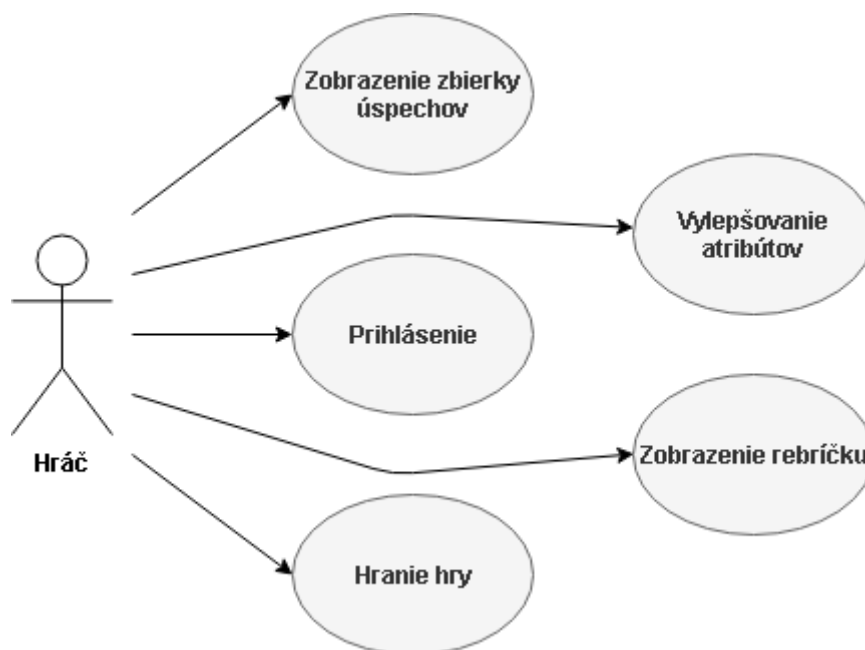 Zobrazenie zbierky
úspechov
Vylepšovanie
atribútov
Prihlásenie
Zobrazenie rebríčku
Hráč
Hranie hry